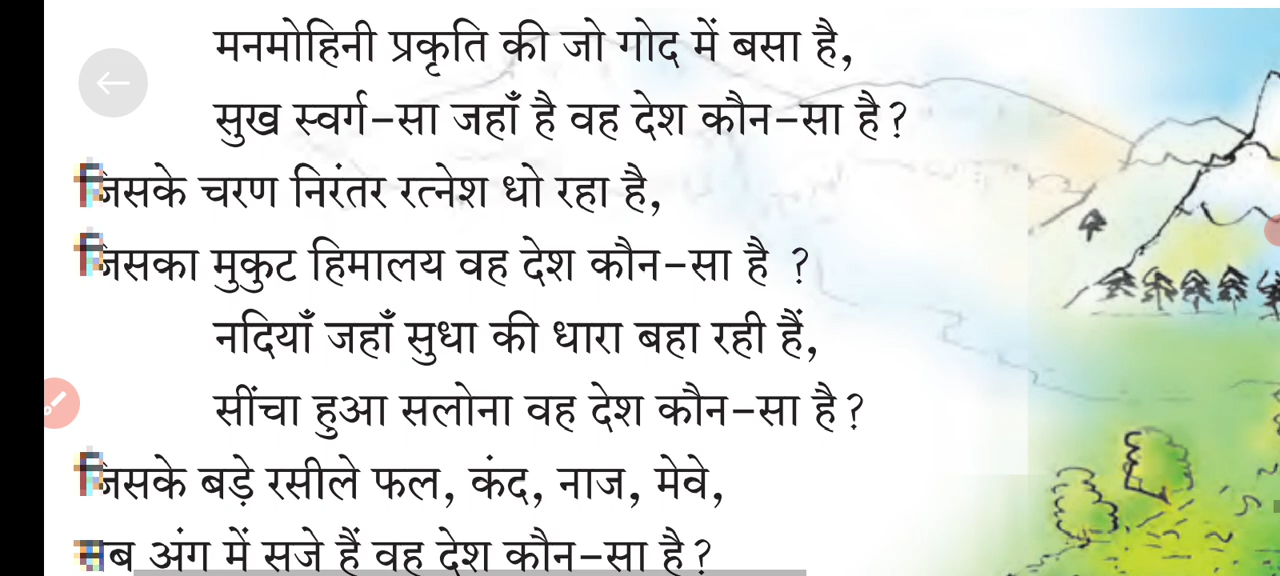 मनमोहिनी प्रकृति की जो गोद में बसा है,
सुख स्वर्ग-सा जहाँ है वह देश कौन-सा है?
जिसके चरण निरंतर रत्नेश धो रहा है,
जिसका मुकुट हिमालय वह देश कौन-सा है ?
नदियाँ जहाँ सुधा की धारा बहा रही हैं,
सींचा हुआ सलोना वह देश कौन-सा है?
जिसके बड़े रसीले फल, कंद, नाज, मेवे,
सब अंग में सजे हैं वह देश कौन-सा है?